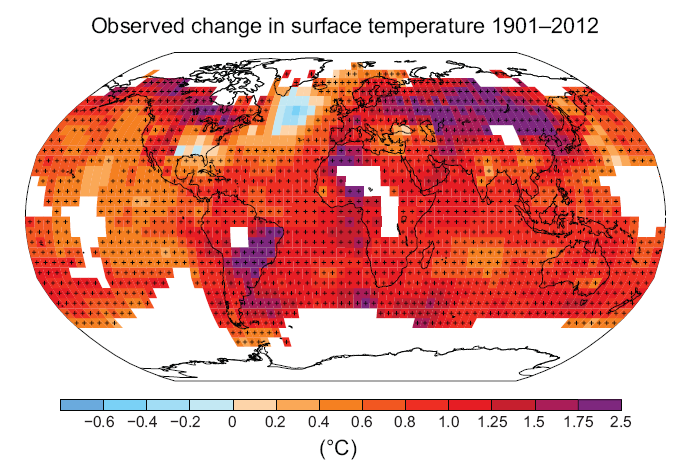 Observed change in surface temperature 1901–2012
−0.6 −0.4 −0.2 0 0.2 0.4 0.6 0.8 1.0 1.25 1.5 1.75 2.5
(°C)